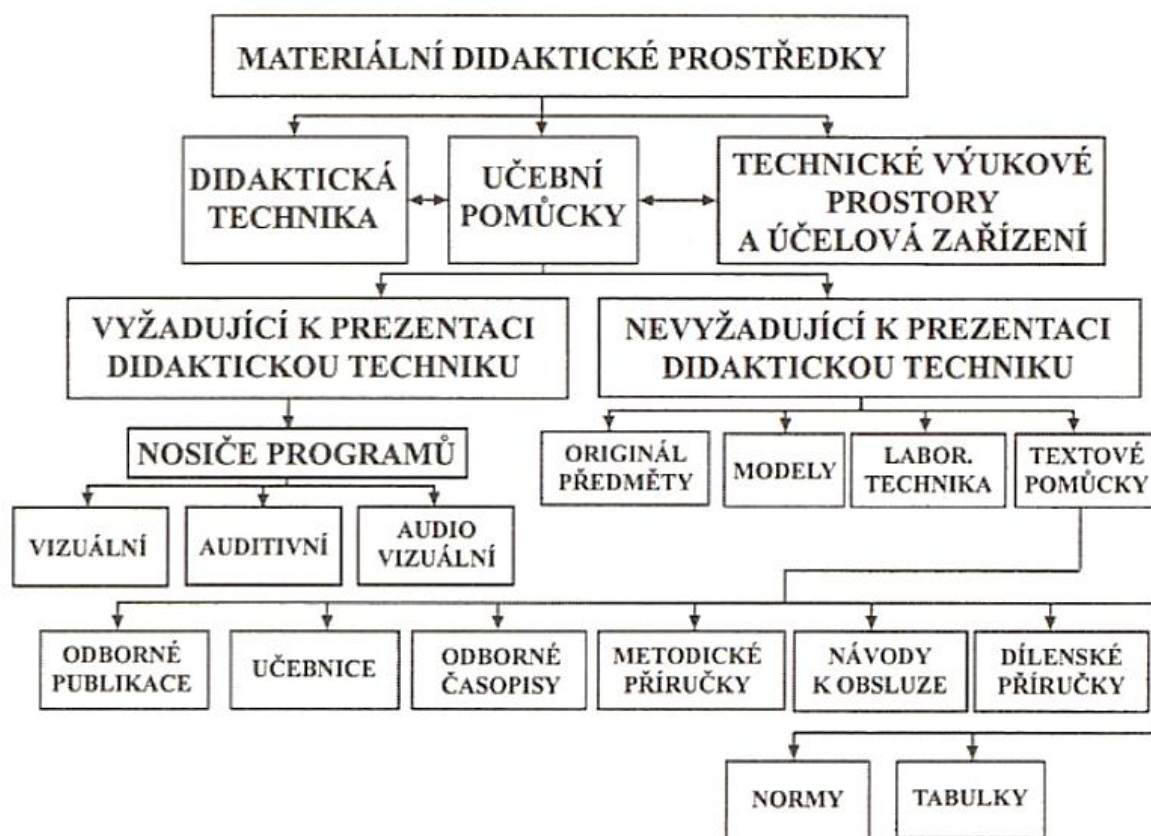 MATERIÁLNÍ DIDAKTICKÉ PROSTŘEDKY
DIDAKTICKÁ
TECHNIKA
UČEBNÍ
POMŮCKY
TECHNICKÉ VÝUKOVÉ
PROSTORY
A ÚČELOVÁ ZAŘÍZENÍ
VYŽADUJÍCÍ K PREZENTACI
DIDAKTICKOU TECHNIKU
NEVYŽADUJÍCÍ K PREZENTACI
DIDAKTICKOU TECHNIKU
NOSIČE PROGRAMŮ
ORIGINÁL
PŘEDMĚTY
MODELY
LABOR.
TECHNIKA
TEXTOVÉ
POMŮCKY
VIZUÁLNÍ
AUDITIVNÍ
AUDIO
VIZUÁLNÍ
ODBORNÉ
PUBLIKACE
UČEBNICE
ODBORNÉ
ČASOPISY
METODICKÉ
PŘÍRUČKY
NÁVODY
K OBSLUZE
DÍLENSKÉ
PŘÍRUČKY
NORMY
TABULKY